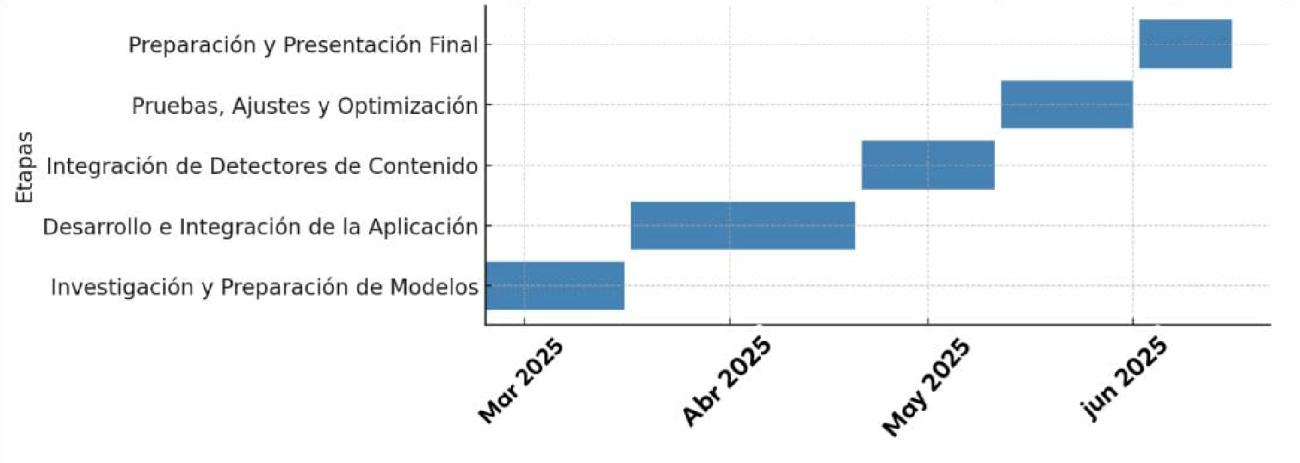 Preparación y Presentación Final
Pruebas, Ajustes y Optimización
Integración de Detectores de Contenido
Desarrollo e Integración de la Aplicación
Investigación y Preparación de Modelos
Etapas
Mar 2025
Abr 2025
May 2025
jun 2025